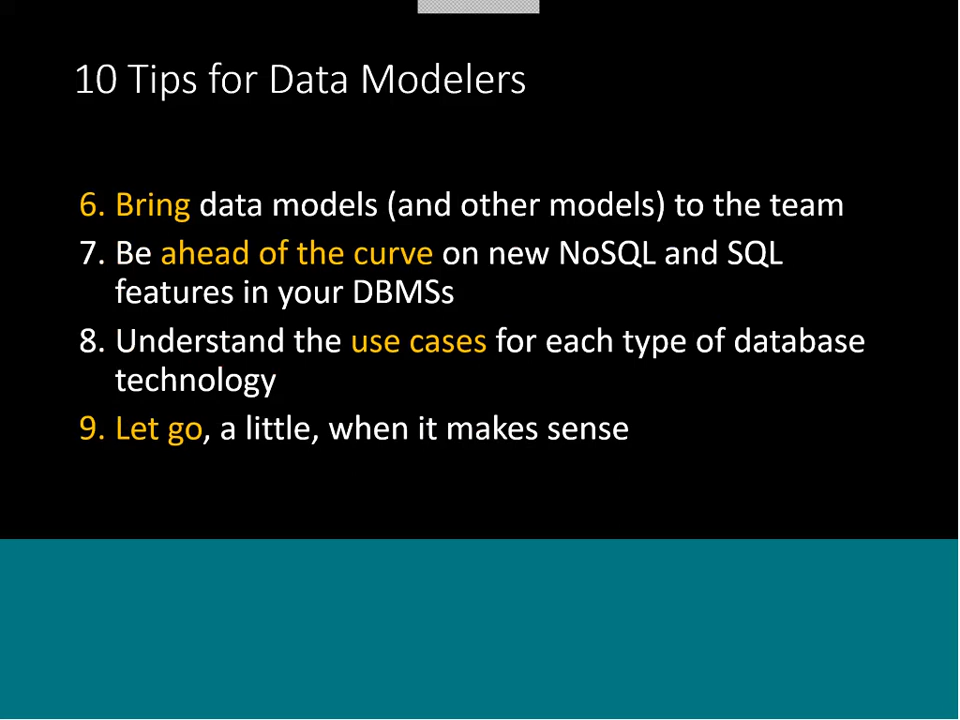 10 Tips for Data Modelers
6. Bring data models (and other models) to the team
7. Be ahead of the curve on new NoSQL and SQL
features in your DBMSs
8. Understand the use cases for each type of database
technology
9. Let go, a little, when it makes sense